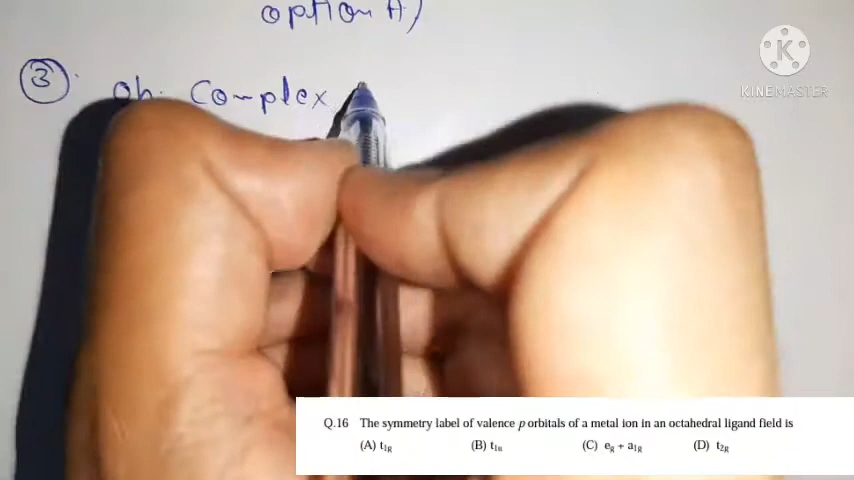 option A)
③. Oh. Complex
KINEMASTER
Q.16 The symmetry label of valence p orbitals of a metal ion in an octahedral ligand field is
(A) t1g (B) t1u (C) eg + a1g (D) t2g